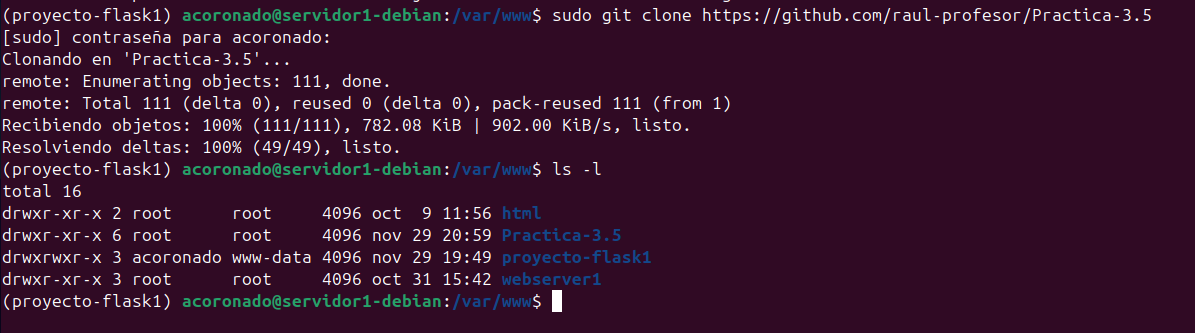 (proyecto-flask1) acoronado@servidor1-debian:/var/www$ sudo git clone https://github.com/raul-profesor/Practica-3.5
[sudo] contraseña para acoronado:
Clonando en 'Practica-3.5'...
remote: Enumerating objects: 111, done.
remote: Total 111 (delta 0), reused 0 (delta 0), pack-reused 111 (from 1)
Recibiendo objetos: 100% (111/111), 782.08 KiB | 902.00 KiB/s, listo.
Resolviendo deltas: 100% (49/49), listo.
(proyecto-flask1) acoronado@servidor1-debian:/var/www$ ls -l
total 16
drwxr-xr-x 2 root      root     4096 oct  9 11:56 html
drwxr-xr-x 6 root      root     4096 nov 29 20:59 Practica-3.5
drwxrwxr-x 3 acoronado www-data 4096 nov 29 19:49 proyecto-flask1
drwxr-xr-x 3 root      root     4096 oct 31 15:42 webserver1
(proyecto-flask1) acoronado@servidor1-debian:/var/www$